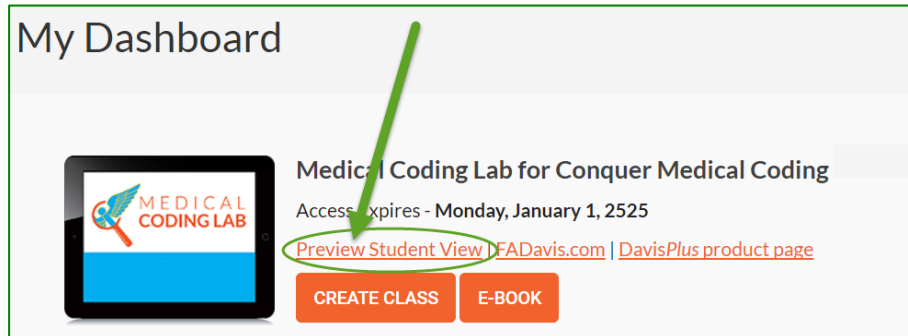 My Dashboard
MEDICAL
CODING LAB
Medical Coding Lab for Conquer Medical Coding
Access Expires - Monday, January 1, 2525
Preview Student View | FADavis.com | DavisPlus product page
CREATE CLASS E-BOOK